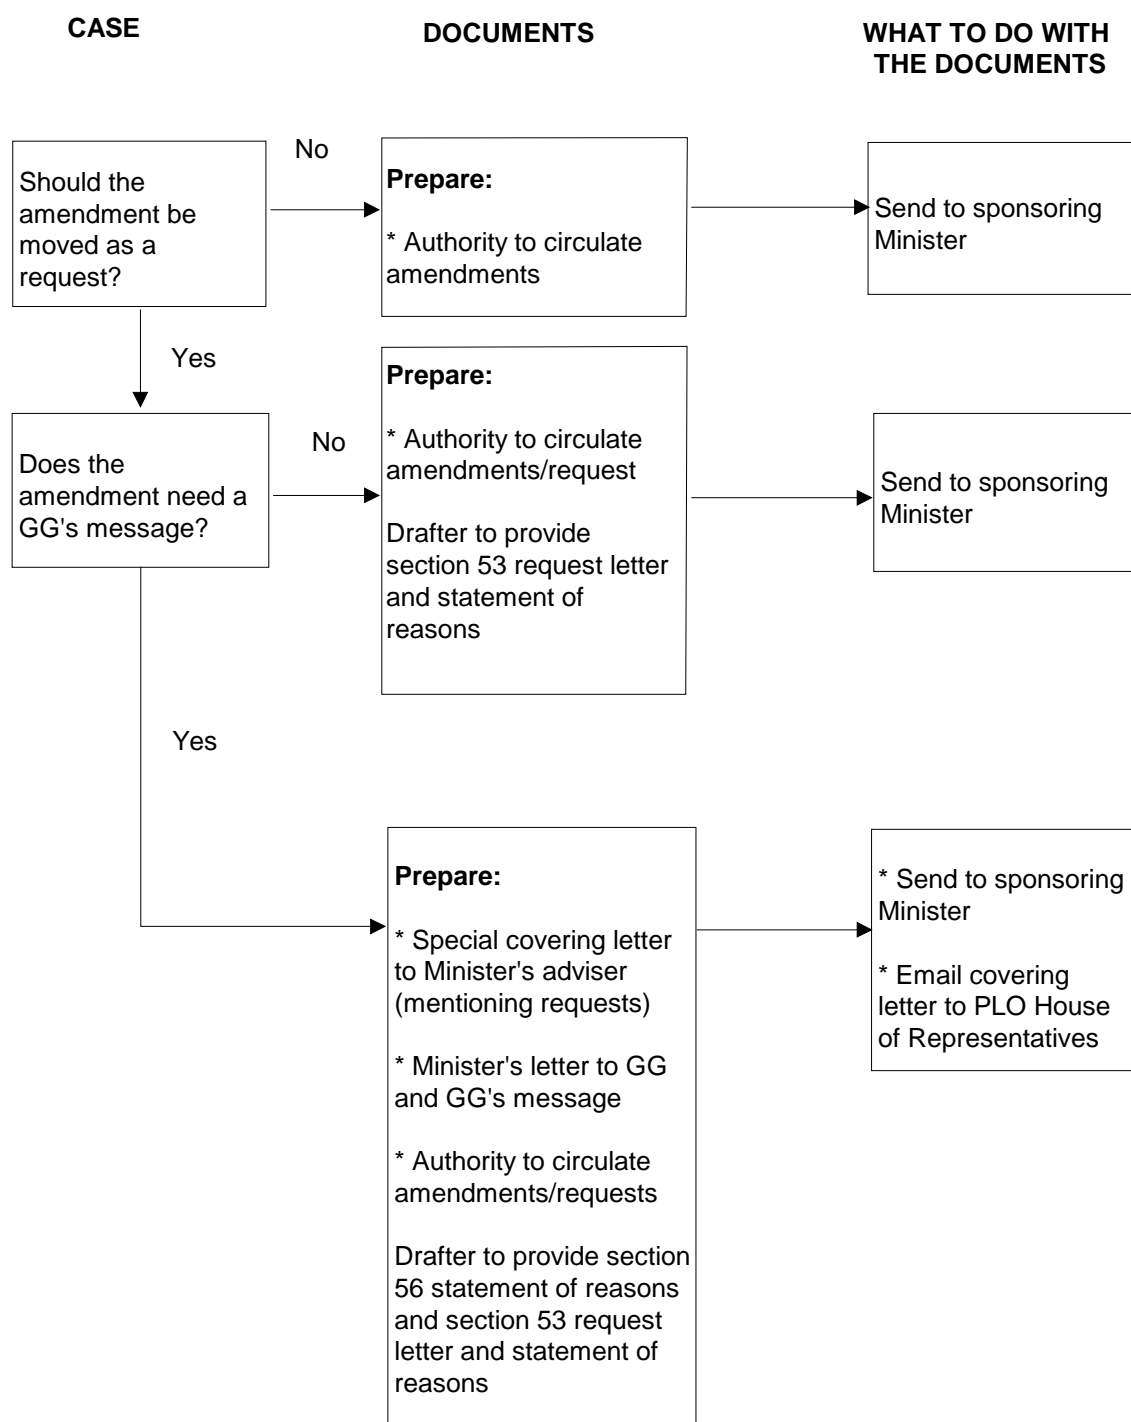 CASE
DOCUMENTS
WHAT TO DO WITH
THE DOCUMENTS
Should the
amendment be
moved as a
request?
No
Prepare:
* Authority to circulate
amendments
Send to sponsoring
Minister
Yes
Does the
amendment need a
GG's message?
No
Prepare:
* Authority to circulate
amendments/request
Drafter to provide
section 53 request letter
and statement of
reasons
Send to sponsoring
Minister
Yes
Prepare:
* Special covering letter
to Minister's adviser
(mentioning requests)
* Minister's letter to GG
and GG's message
* Authority to circulate
amendments/requests
Drafter to provide section
56 statement of reasons
and section 53 request
letter and statement of
reasons
* Send to sponsoring
Minister
* Email covering
letter to PLO House
of Representatives